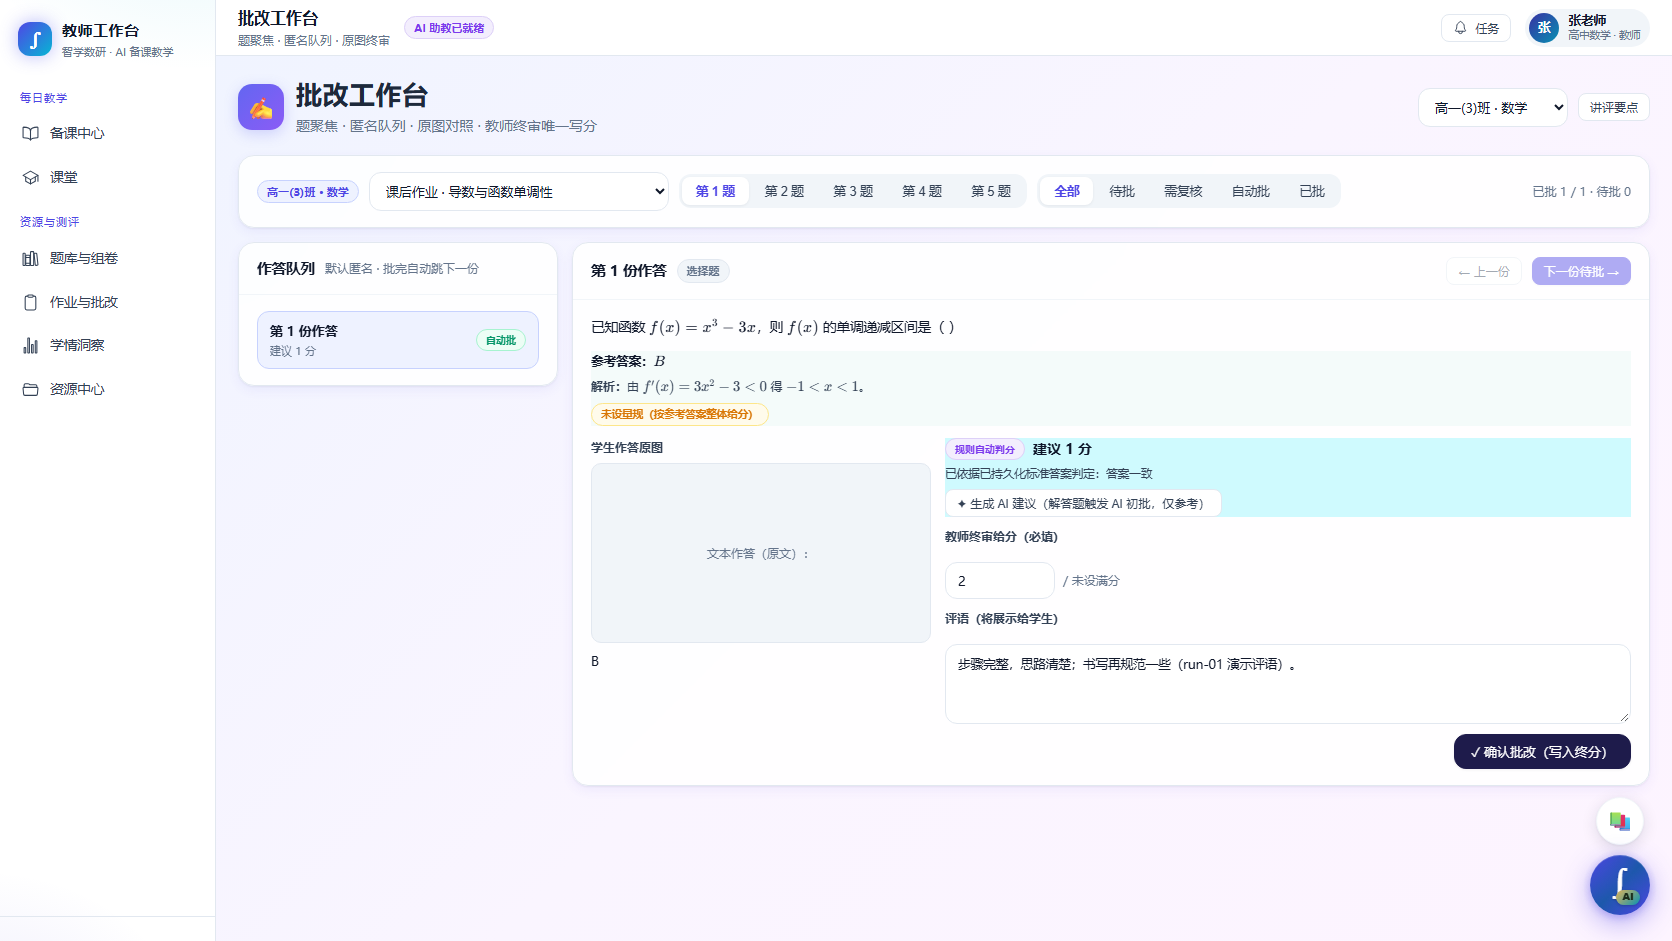 教师工作台
智学数研 · AI 备课教学
每日教学
备课中心
课堂
资源与测评
题库与组卷
作业与批改
学情洞察
资源中心
批改工作台
题聚焦 · 匿名队列 · 原图终审
AI 助教已就绪
任务
张
张老师
高中数学 · 教师
批改工作台
题聚焦 · 匿名队列 · 原图对照 · 教师终审唯一写分
高一(3)班 · 数学
讲评要点
高一(3)班 • 数学
课后作业 · 导数与函数单调性
第 1 题 第 2 题 第 3 题 第 4 题 第 5 题
全部 待批 需复核 自动批 已批
已批 1 / 1 · 待批 0
作答队列 默认匿名 · 批完自动跳下一份
第 1 份作答
建议 1 分
自动批
第 1 份作答 选择题
← 上一份
下一份待批 →
已知函数 f(x) = x³ − 3x，则 f(x) 的单调递减区间是（ ）
参考答案：B
解析：由 f′(x) = 3x² − 3 < 0 得 −1 < x < 1。
未设量规（按参考答案整体给分）
学生作答原图
文本作答（原文）：
B
规则自动判分 建议 1 分
已依据已持久化标准答案判定：答案一致
✦ 生成 AI 建议（解答题触发 AI 初批，仅参考）
教师终审给分（必填）
2 / 未设满分
评语（将展示给学生）
步骤完整，思路清楚；书写再规范一些（run-01 演示评语）。
✓ 确认批改（写入终分）
AI